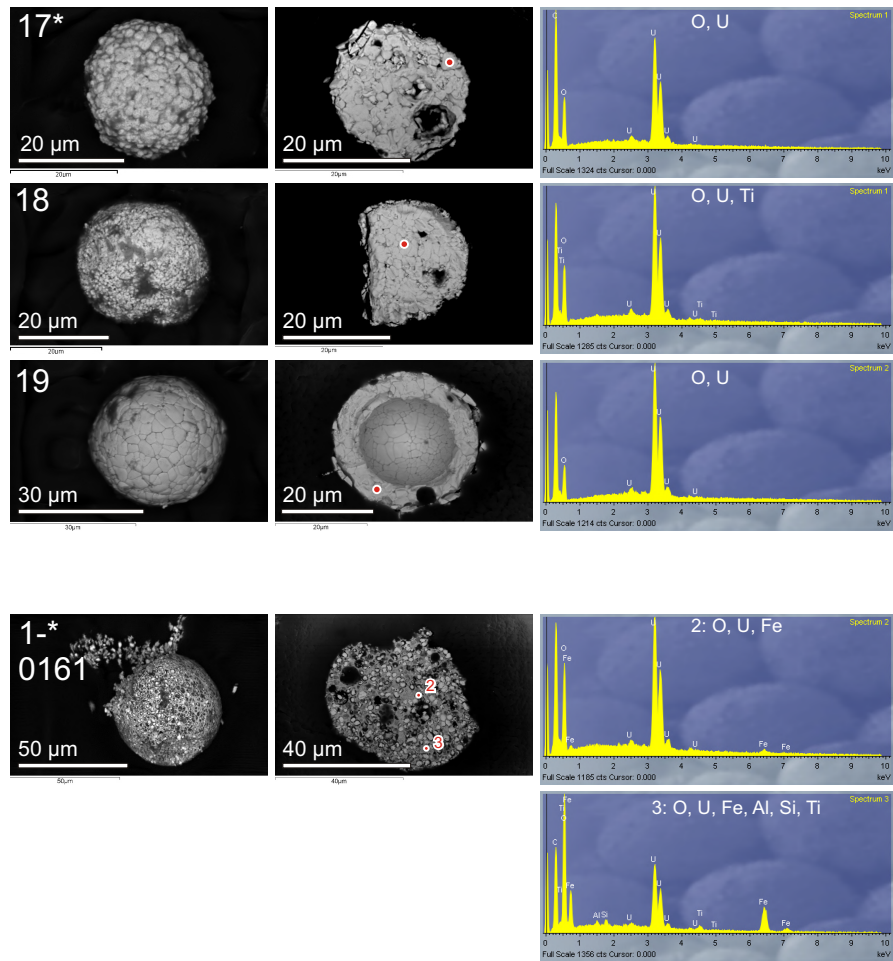 17*
20 µm
20µm
20 µm
20µm
O, U
Spectrum 1
C
O
U
U
U
U
U
0 1 2 3 4 5 6 7 8 9 10
Full Scale 1324 cts Cursor: 0.000
keV
18
20 µm
20µm
20 µm
20µm
O, U, Ti
Spectrum 1
U
O
Ti
Ti
U
U
U
U
Ti
Ti
0 1 2 3 4 5 6 7 8 9 10
Full Scale 1285 cts Cursor: 0.000
keV
19
30 µm
30µm
20 µm
20µm
O, U
Spectrum 2
U
O
U
U
U
U
0 1 2 3 4 5 6 7 8 9 10
Full Scale 1214 cts Cursor: 0.000
keV
1-*
0161
50 µm
50µm
2
3
40 µm
40µm
2: O, U, Fe
Spectrum 2
U
O
Fe
Fe
U
U
U
U
Fe
Fe
0 1 2 3 4 5 6 7 8 9 10
Full Scale 1185 cts Cursor: 0.000
keV
3: O, U, Fe, Al, Si, Ti
Spectrum 3
Fe
Ti
O
C
Ti
Fe
Al
Si
U
U
U
U
U
Ti
Ti
Fe
Fe
0 1 2 3 4 5 6 7 8 9 10
Full Scale 1356 cts Cursor: 0.000
keV